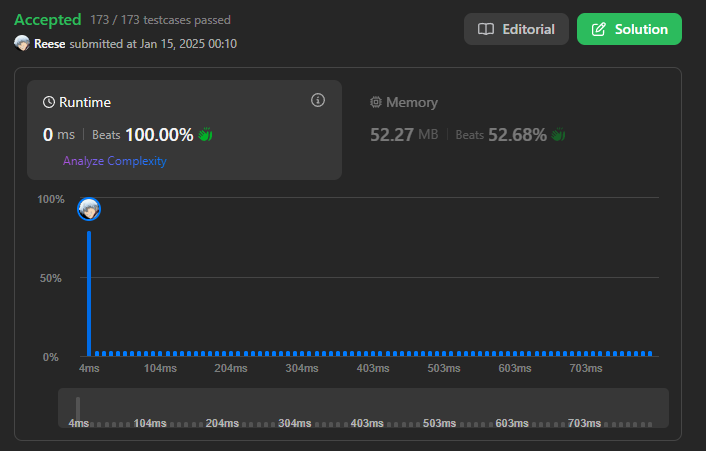 Accepted 173 / 173 testcases passed
Editorial
Solution
Reese submitted at Jan 15, 2025 00:10
Runtime
0 ms | Beats 100.00%
Analyze Complexity
Memory
52.27 MB | Beats 52.68%
100%
50%
0%
4ms 104ms 204ms 304ms 403ms 503ms 603ms 703ms
4ms 104ms 204ms 304ms 403ms 503ms 603ms 703ms